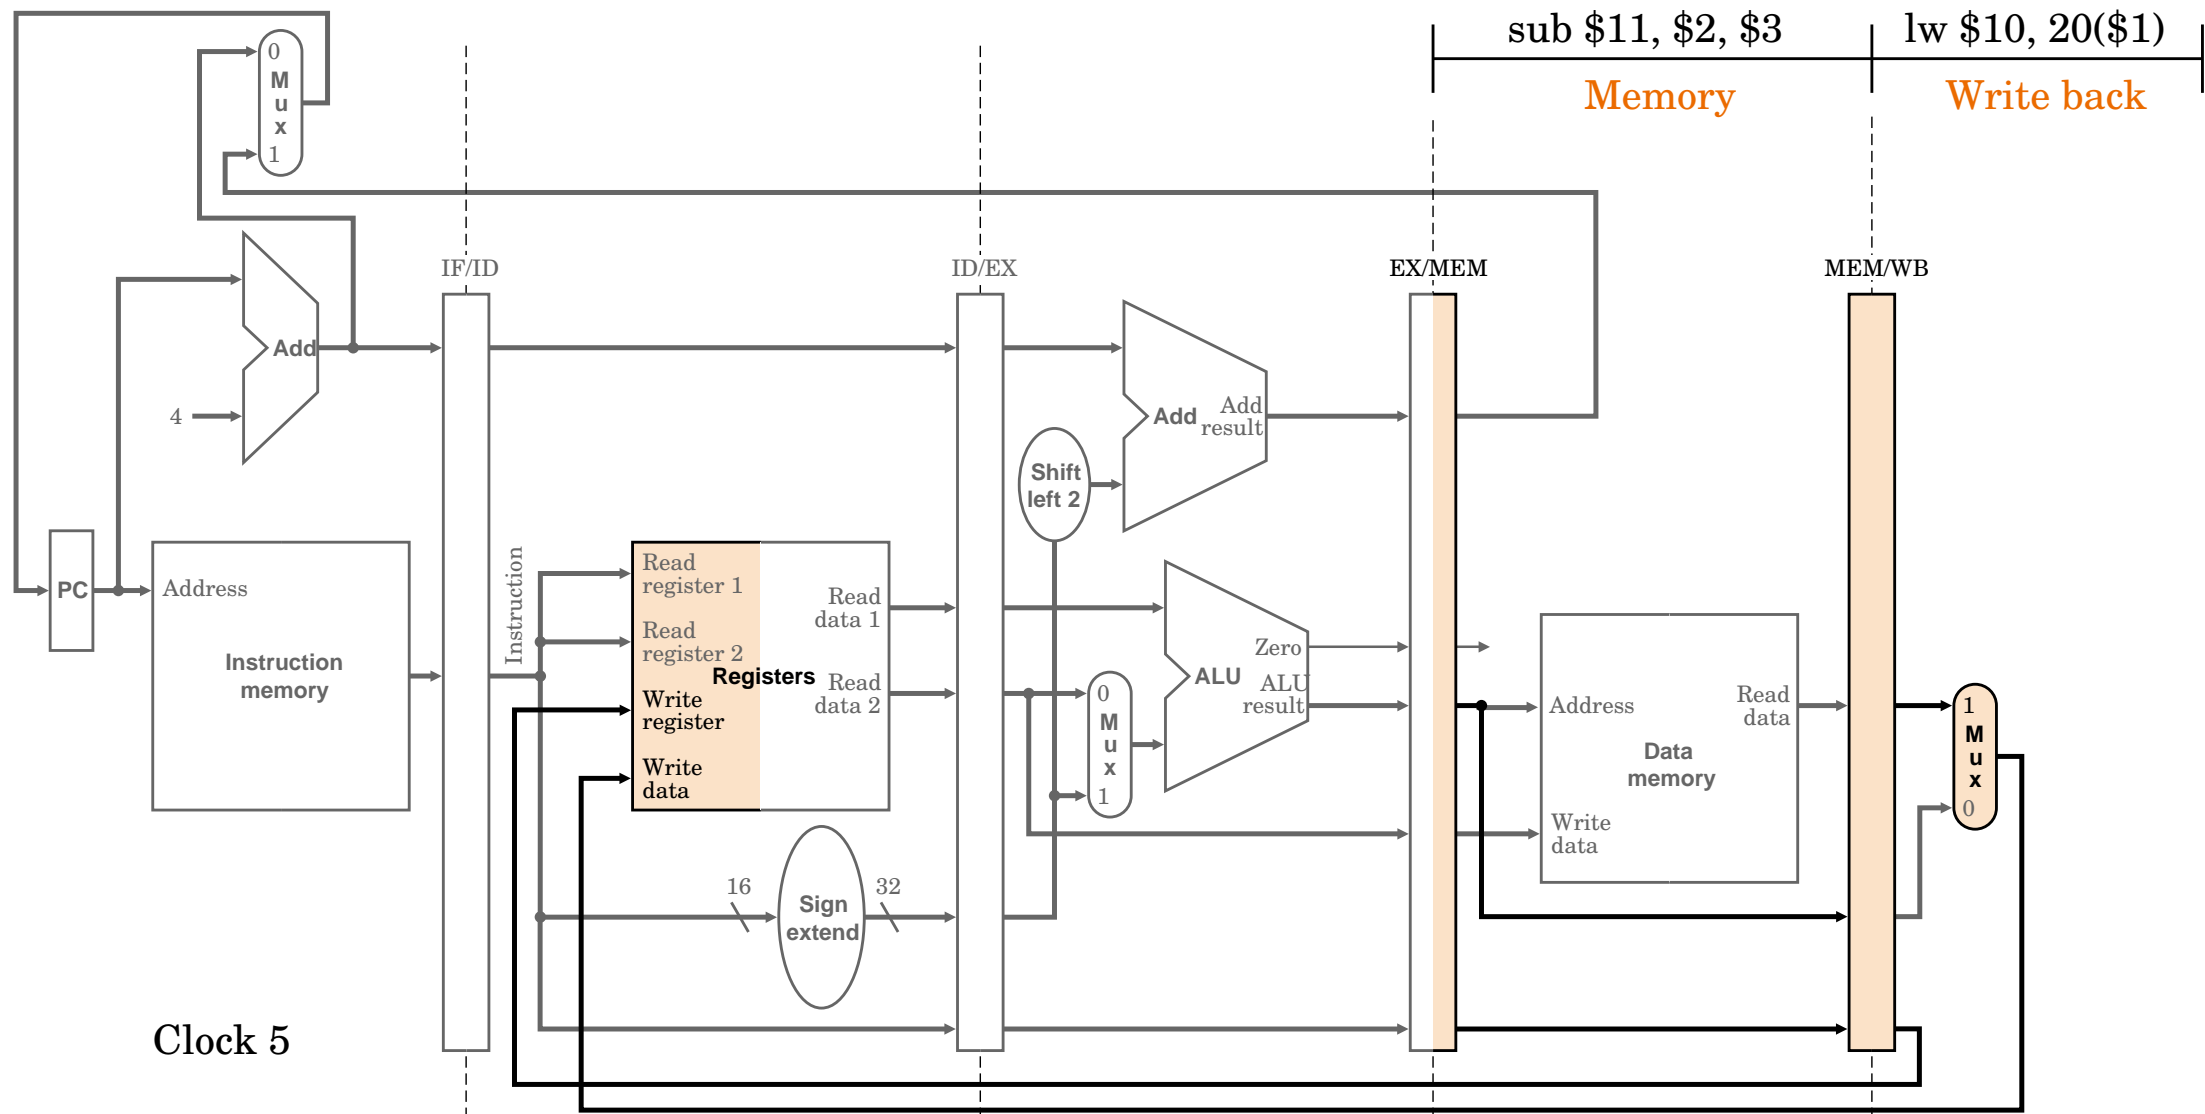 sub $11, $2, $3
lw $10, 20($1)
Memory
Write back
0
M
u
x
1
IF/ID
ID/EX
EX/MEM
MEM/WB
Add
4
Add
Add
result
Shift
left 2
PC
Address
Instruction
memory
Instruction
Read
register 1
Read
register 2
Registers
Write
register
Write
data
Read
data 1
Read
data 2
0
M
u
x
1
Zero
ALU
ALU
result
Address
Read
data
Data
memory
Write
data
1
M
u
x
0
16
Sign
extend
32
Clock 5